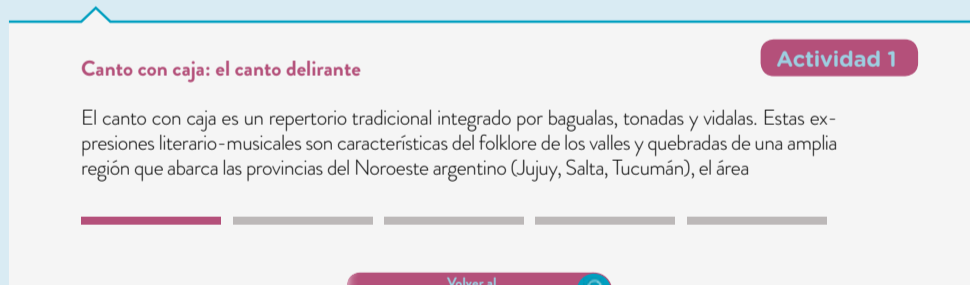 Actividad 1
Canto con caja: el canto delirante
El canto con caja es un repertorio tradicional integrado por bagualas, tonadas y vidalas. Estas ex-
presiones literario-musicales son características del folklore de los valles y quebradas de una amplia
región que abarca las provincias del Noroeste argentino (Jujuy, Salta, Tucumán), el área
Volver al